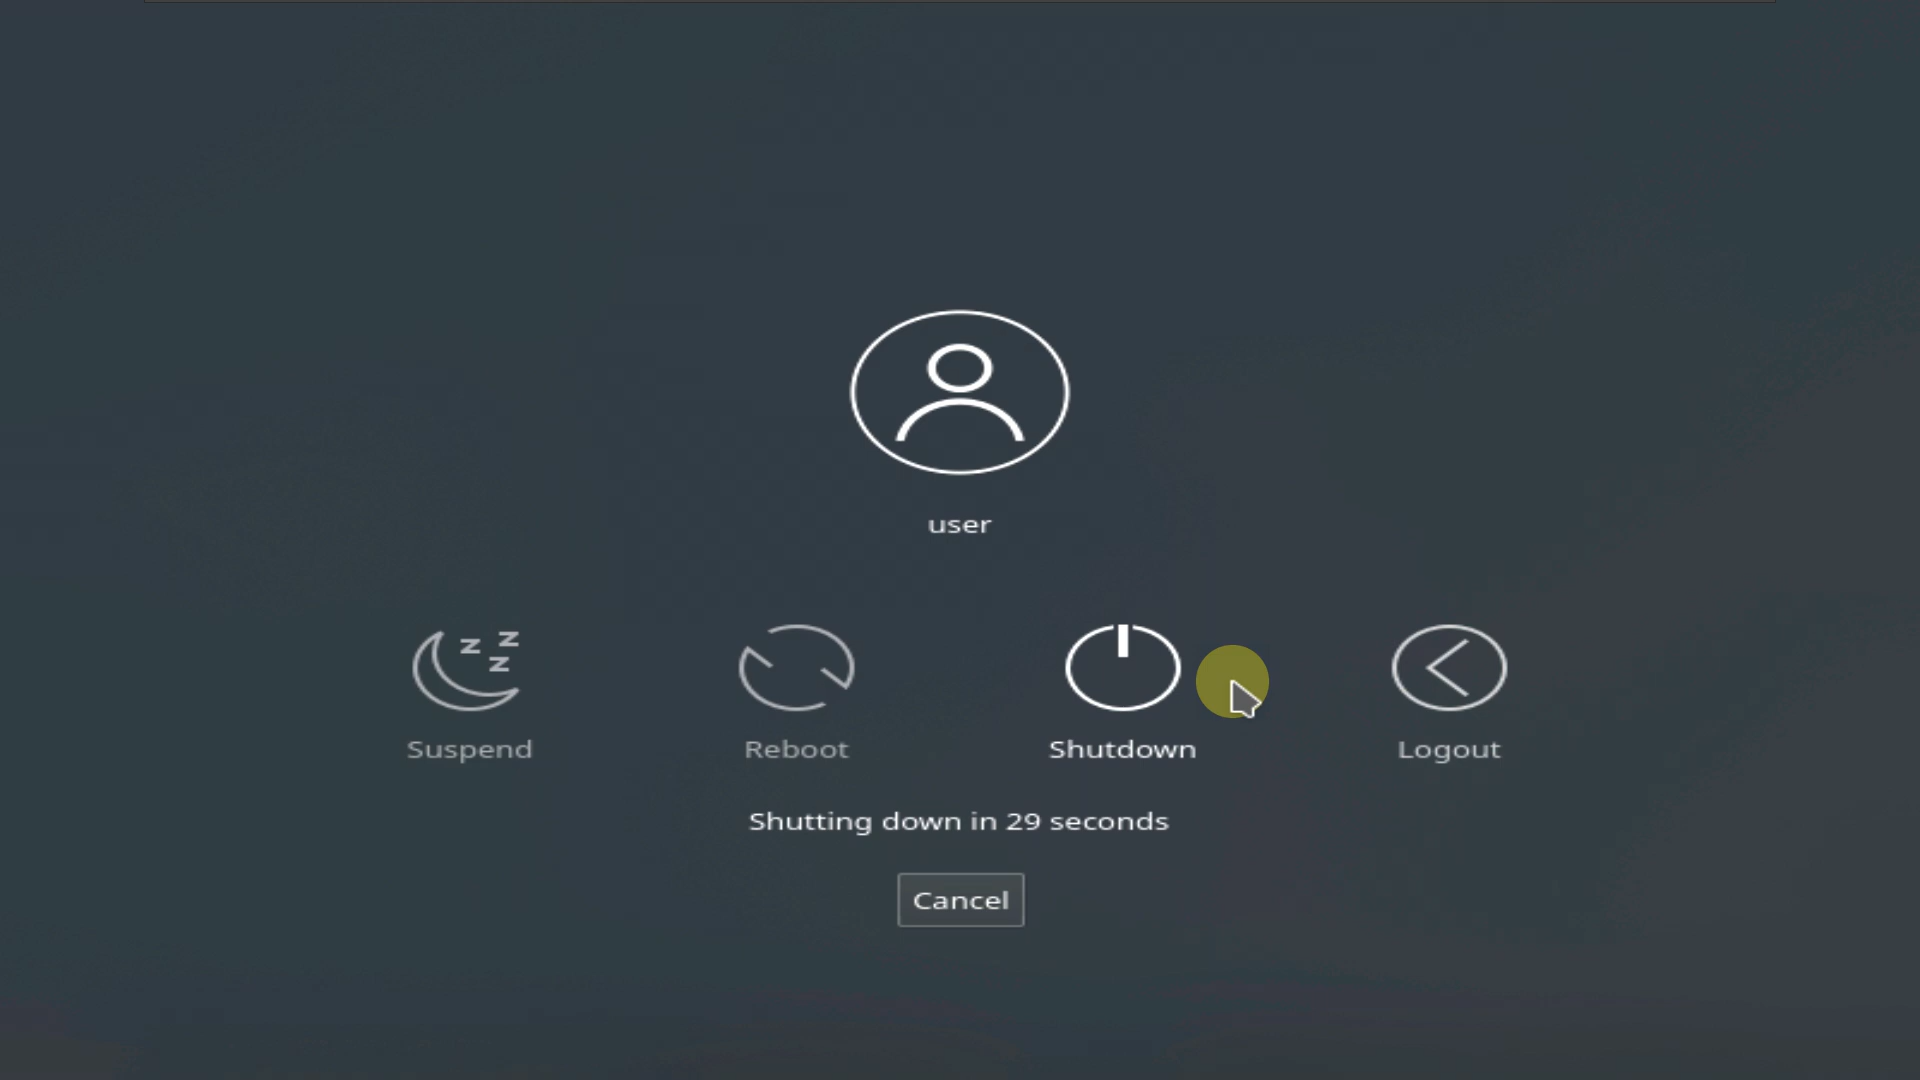 user
Suspend
Reboot
Shutdown
Logout
Shutting down in 29 seconds
Cancel